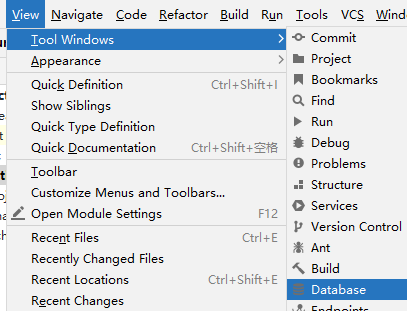 View Navigate Code Refactor Build Run Tools VCS
Tool Windows
Appearance
Quick Definition Ctrl+Shift+I
Show Siblings
Quick Type Definition
Quick Documentation Ctrl+Shift+空格
Toolbar
Customize Menus and Toolbars...
Open Module Settings F12
Recent Files Ctrl+E
Recently Changed Files
Recent Locations Ctrl+Shift+E
Recent Changes
Commit
Project
Bookmarks
Find
Run
Debug
Problems
Structure
Services
Version Control
Ant
Build
Database
Endpoints